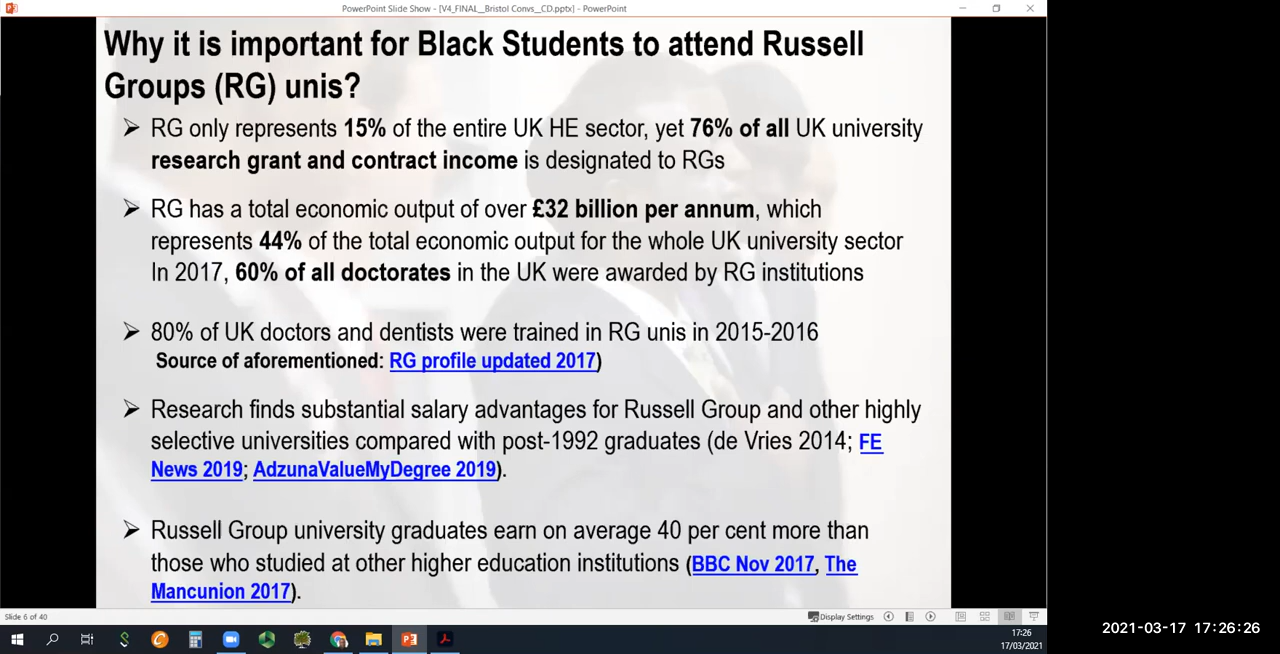 PowerPoint Slide Show - [V4_FINAL__Bristol Convs__CD.pptx] - PowerPoint
Why it is important for Black Students to attend Russell
Groups (RG) unis?
➢ RG only represents 15% of the entire UK HE sector, yet 76% of all UK university
research grant and contract income is designated to RGs
➢ RG has a total economic output of over £32 billion per annum, which
represents 44% of the total economic output for the whole UK university sector
In 2017, 60% of all doctorates in the UK were awarded by RG institutions
➢ 80% of UK doctors and dentists were trained in RG unis in 2015-2016
Source of aforementioned: RG profile updated 2017)
➢ Research finds substantial salary advantages for Russell Group and other highly
selective universities compared with post-1992 graduates (de Vries 2014; FE
News 2019; AdzunaValueMyDegree 2019).
➢ Russell Group university graduates earn on average 40 per cent more than
those who studied at other higher education institutions (BBC Nov 2017, The
Mancunion 2017).
Slide 6 of 40
Display Settings
17:26
17/03/2021
2021-03-17 17:26:26